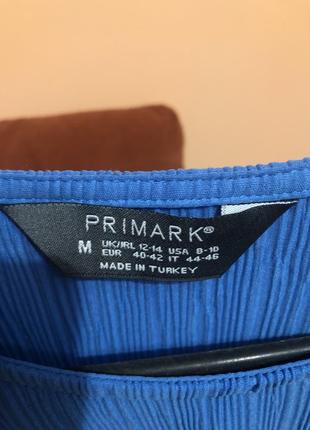 PRIMARK®
M UK/IRL 12-14 USA 8-10
EUR 40-42 IT 44-46
MADE IN TURKEY